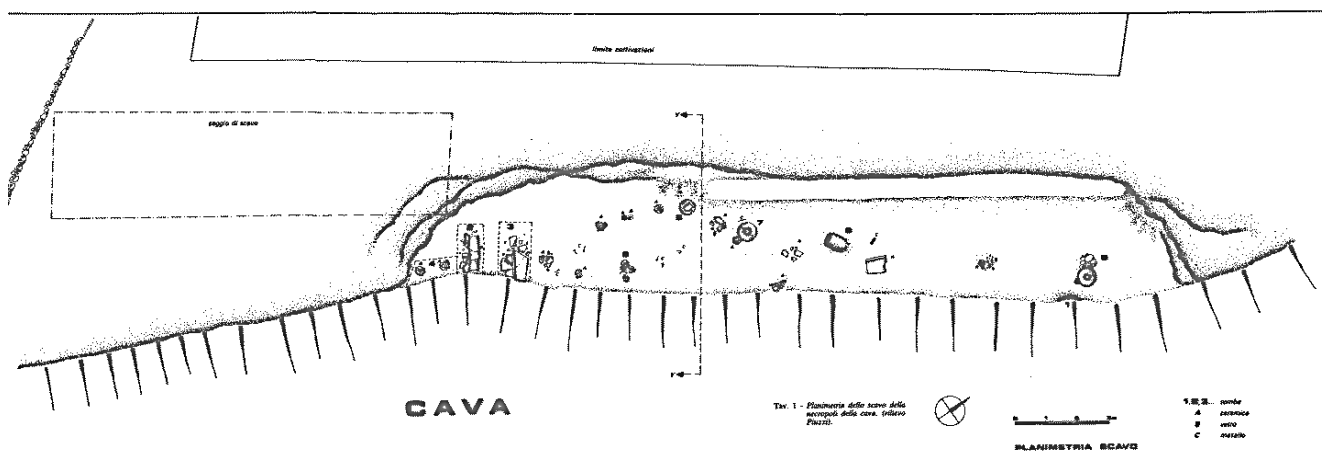 limite coltivazioni
saggio di scavo
CAVA
Tav. 1 - Planimetria dello scavo della
necropoli della cava. (rilievo
Piuzzi).
PLANIMETRIA SCAVO
1, 2, 3... tombe
A ceramica
B vetro
C metallo